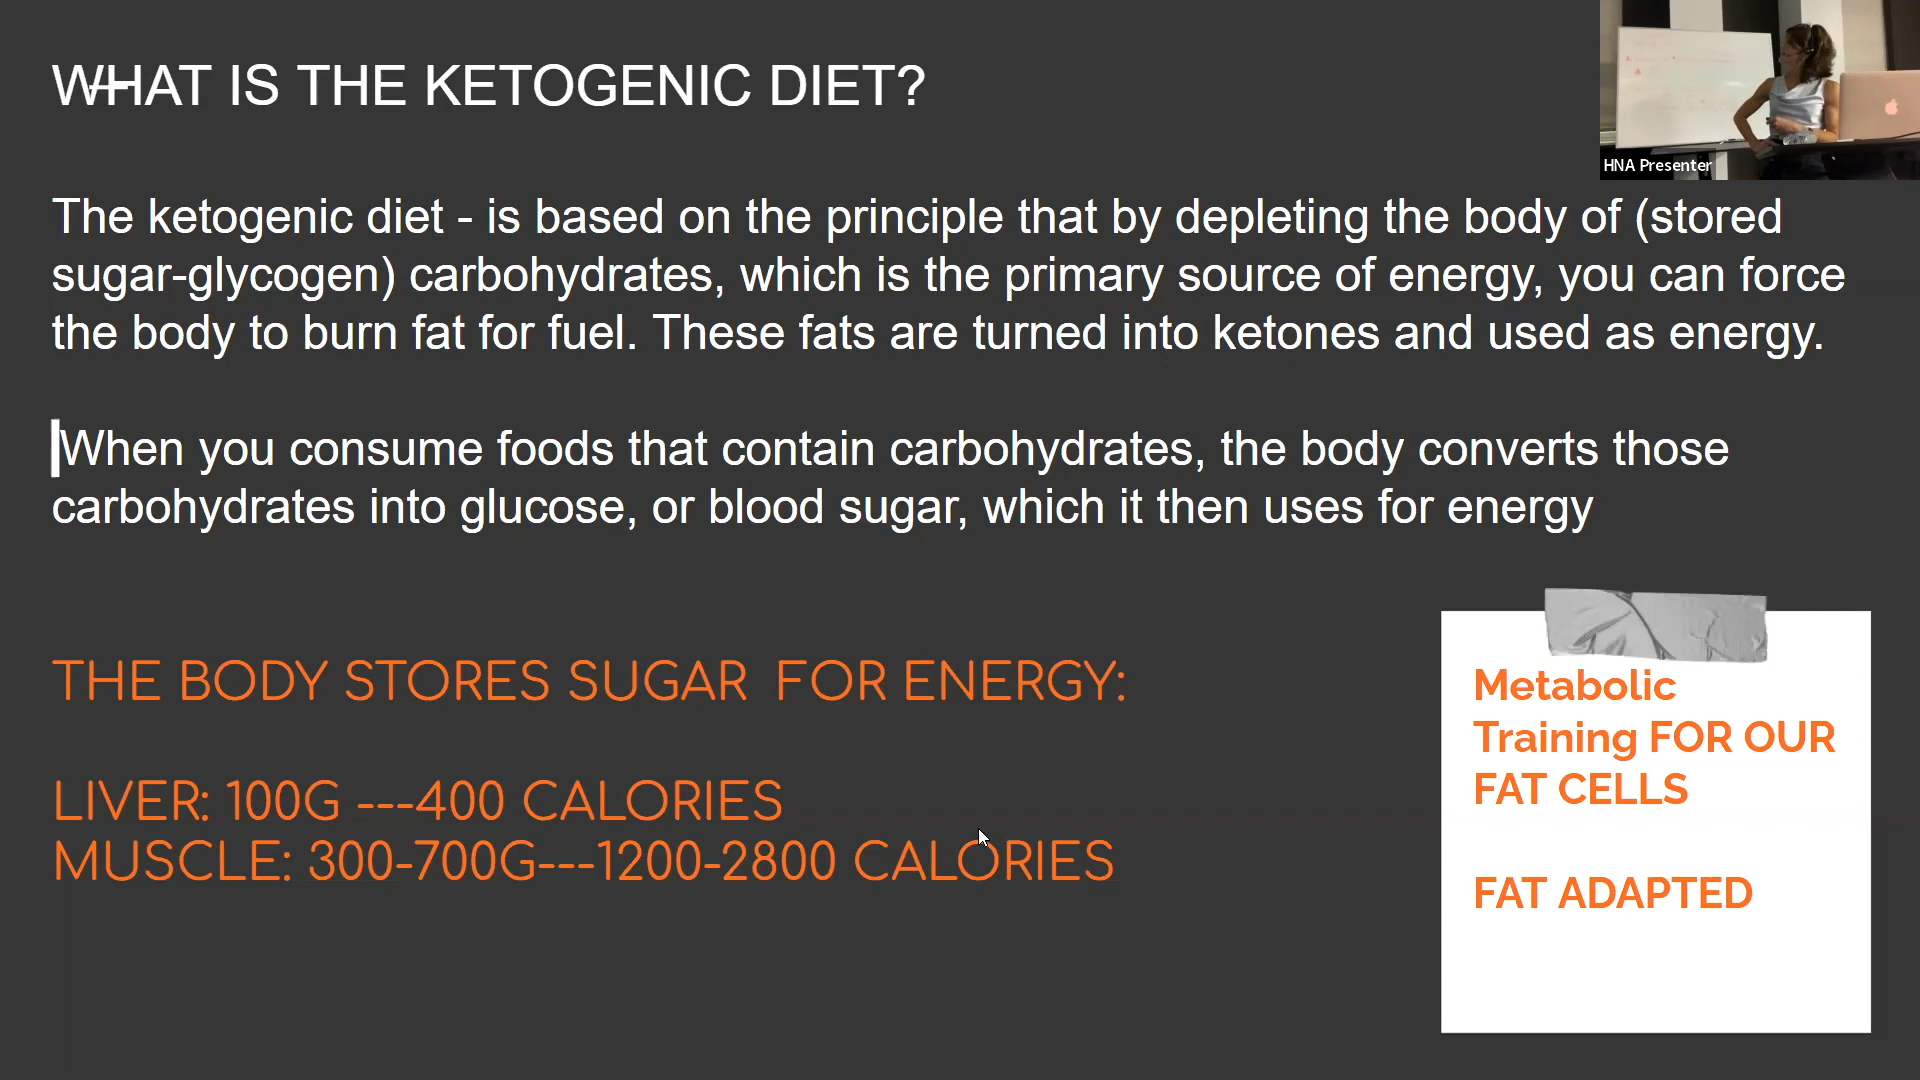 WHAT IS THE KETOGENIC DIET?
HNA Presenter
The ketogenic diet - is based on the principle that by depleting the body of (stored
sugar-glycogen) carbohydrates, which is the primary source of energy, you can force
the body to burn fat for fuel. These fats are turned into ketones and used as energy.
When you consume foods that contain carbohydrates, the body converts those
carbohydrates into glucose, or blood sugar, which it then uses for energy
THE BODY STORES SUGAR FOR ENERGY:
LIVER: 100G ---400 CALORIES
MUSCLE: 300-700G---1200-2800 CALORIES
Metabolic
Training FOR OUR
FAT CELLS
FAT ADAPTED